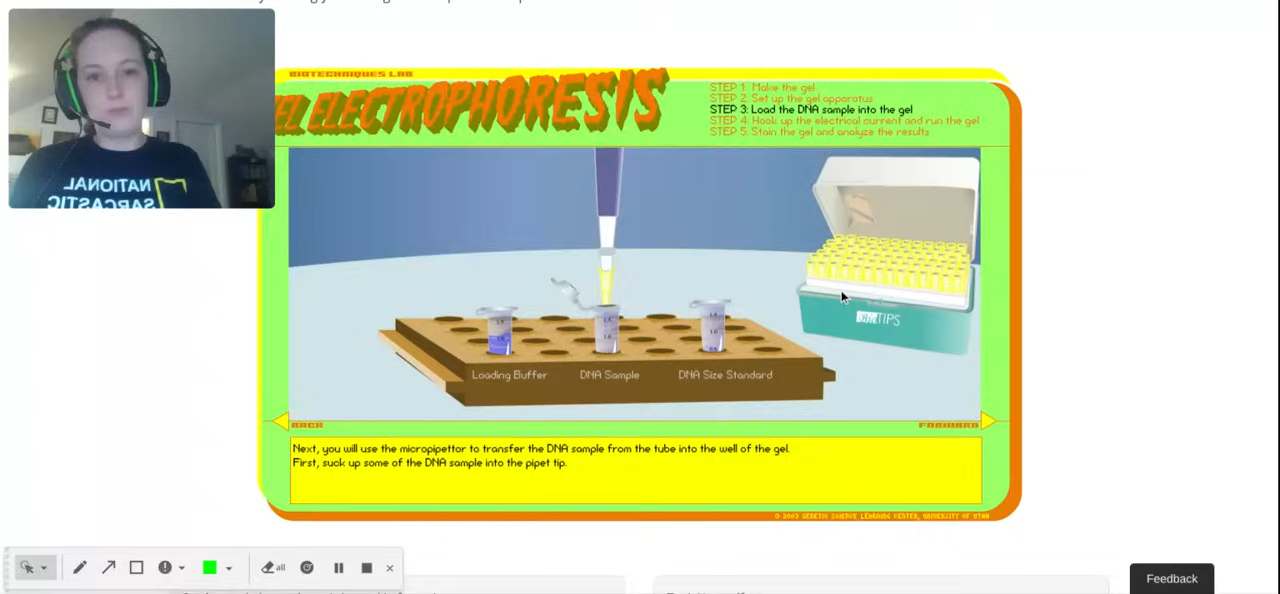 BIOTECHNIQUES LAB
GEL ELECTROPHORESIS
STEP 1: Make the gel
STEP 2: Set up the gel apparatus
STEP 3: Load the DNA sample into the gel
STEP 4: Hook up the electrical current and run the gel
STEP 5: Stain the gel and analyze the results
NATIONAL
SARCASTIC
TIPS
Loading Buffer
DNA Sample
DNA Size Standard
BACK
FORWARD
Next, you will use the micropipettor to transfer the DNA sample from the tube into the well of the gel.
First, suck up some of the DNA sample into the pipet tip.
© 2003 GENETIC SCIENCE LEARNING CENTER, UNIVERSITY OF UTAH
all
Feedback